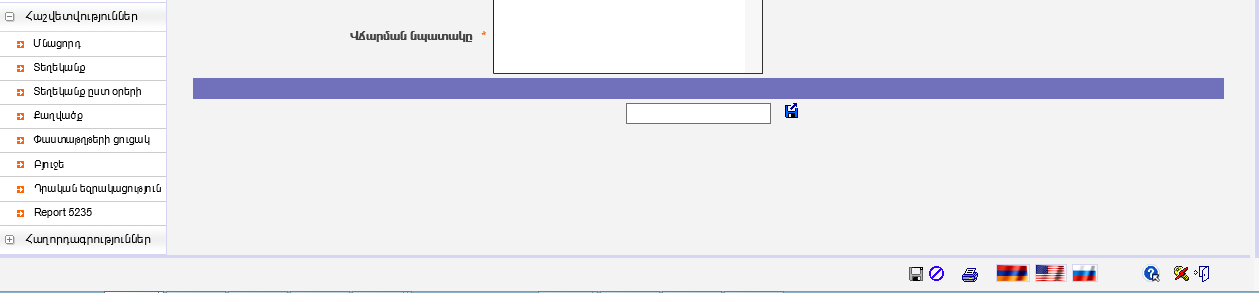 Հաշվետվություններ
Վճարման նպատակը *
Մնացորդ
Տեղեկանք
Տեղեկանք ըստ օրերի
Քաղվածք
Փաստաթղթերի ցուցակ
Բյուջե
Դրական եզրակացություն
Report 5235
Հաղորդագրություններ